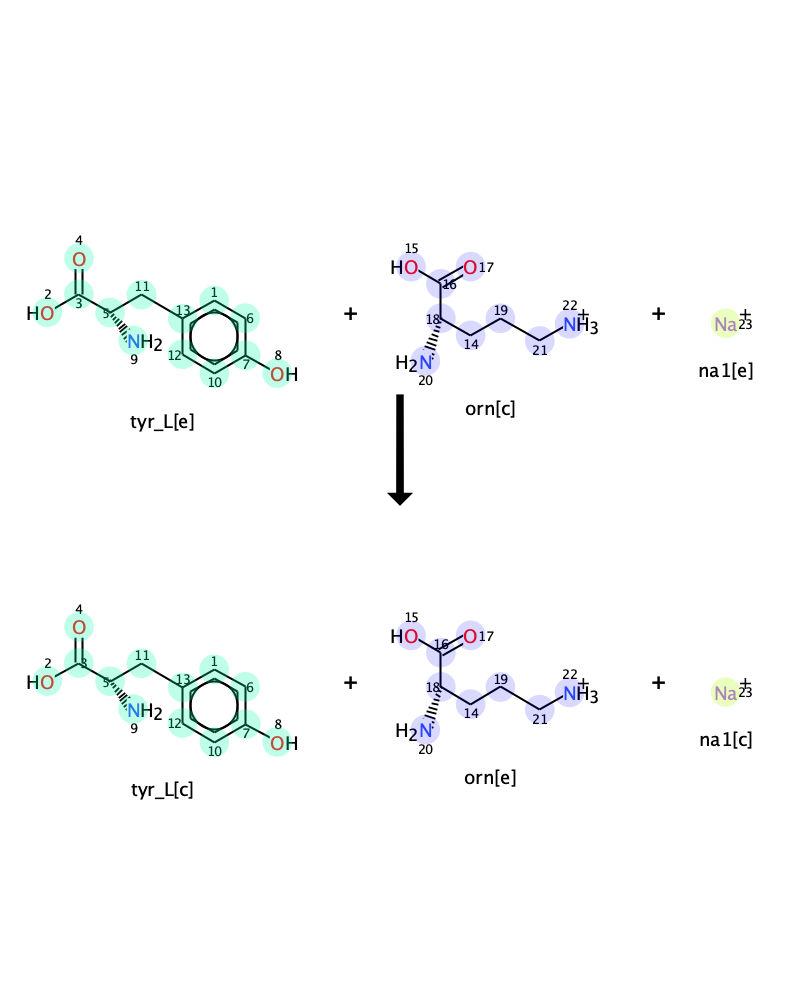 4 O 2 HO 3 5 11 13 1 6 12 7 10 8 OH NH2 9
+
15 HO 16 O 17 18 14 19 21 22 NH3 + H2N 20
+
Na + 23
tyr_L[e]
orn[c]
na1[e]
4 O 2 HO 3 5 11 13 1 6 12 7 10 8 OH NH2 9
+
15 HO 16 O 17 18 14 19 21 22 NH3 + H2N 20
+
Na + 23
tyr_L[c]
orn[e]
na1[c]